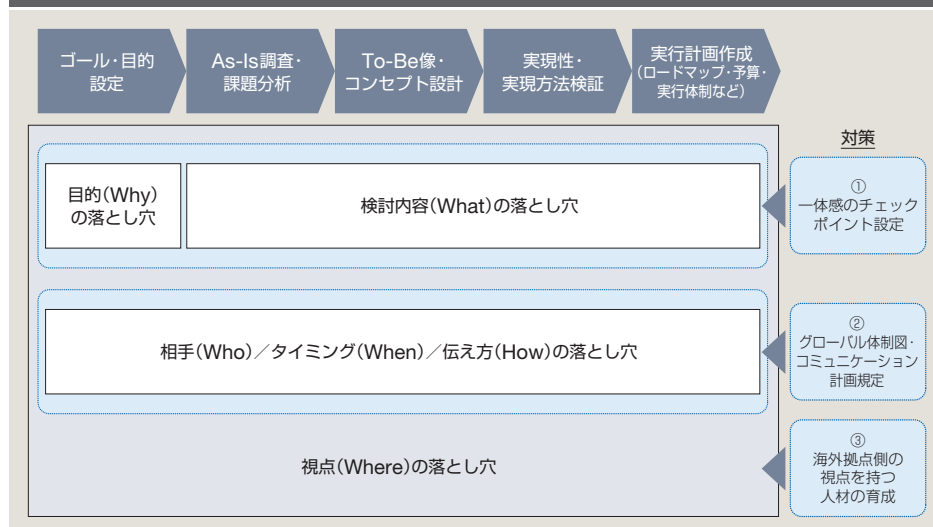 ゴール・目的
設定
As-Is調査・
課題分析
To-Be像・
コンセプト設計
実現性・
実現方法検証
実行計画作成
(ロードマップ・予算・
実行体制など)
対策
目的(Why)
の落とし穴
検討内容(What)の落とし穴
①
一体感のチェック
ポイント設定
相手(Who)／タイミング(When)／伝え方(How)の落とし穴
②
グローバル体制図・
コミュニケーション
計画規定
視点(Where)の落とし穴
③
海外拠点側の
視点を持つ
人材の育成